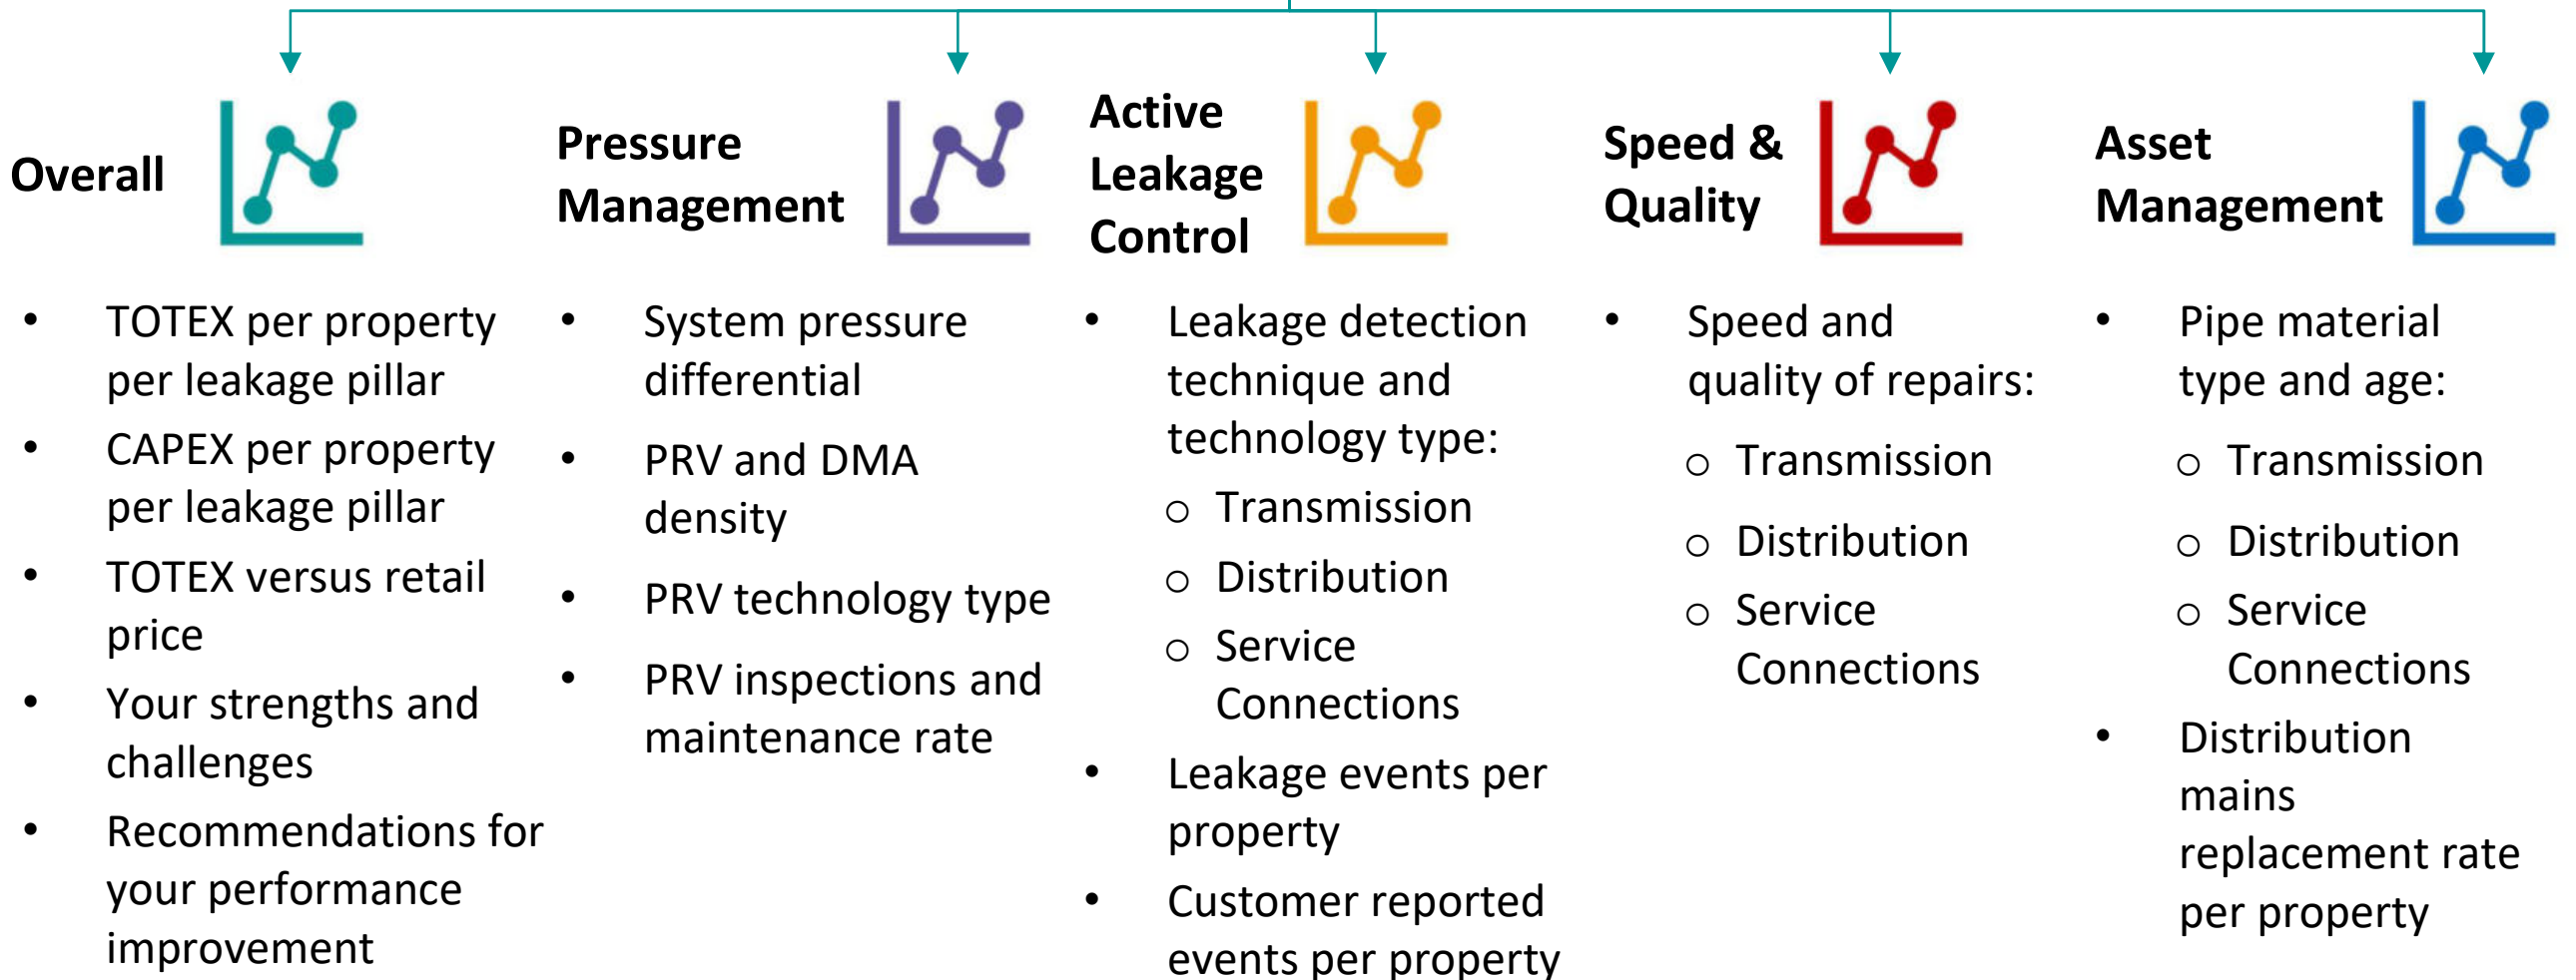 Overall
• TOTEX per property
per leakage pillar
• CAPEX per property
per leakage pillar
• TOTEX versus retail
price
• Your strengths and
challenges
• Recommendations for
your performance
improvement
Pressure
Management
• System pressure
differential
• PRV and DMA
density
• PRV technology type
• PRV inspections and
maintenance rate
Active
Leakage
Control
• Leakage detection
technique and
technology type:
o Transmission
o Distribution
o Service
Connections
• Leakage events per
property
• Customer reported
events per property
Speed &
Quality
• Speed and
quality of repairs:
o Transmission
o Distribution
o Service
Connections
Asset
Management
• Pipe material
type and age:
o Transmission
o Distribution
o Service
Connections
• Distribution
mains
replacement rate
per property